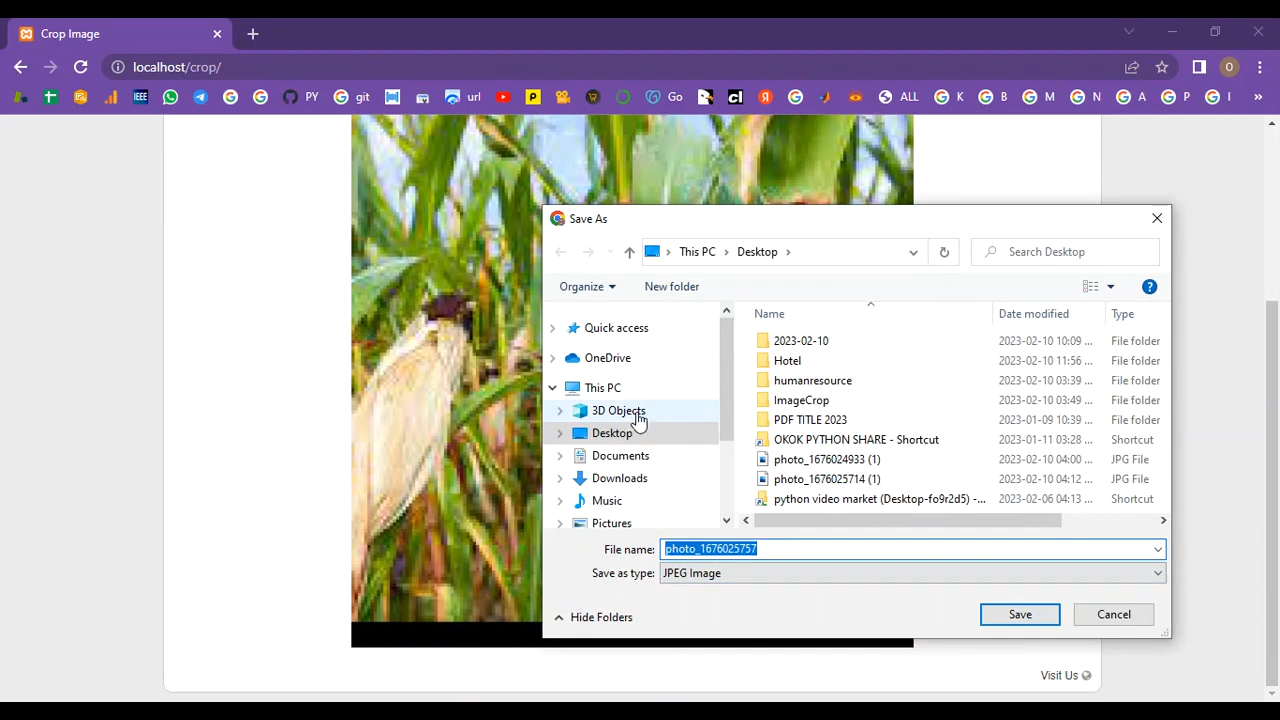 Crop Image
localhost/crop/
O
IEEE PY git url P Go cl Я ALL K B M N A P I »
Save As
This PC Desktop
Search Desktop
Organize New folder
Name Date modified Type
Quick access
OneDrive
This PC
3D Objects
Desktop
Documents
Downloads
Music
Pictures
2023-02-10 2023-02-10 10:09 ... File folder
Hotel 2023-02-10 11:56 ... File folder
humanresource 2023-02-10 03:39 ... File folder
ImageCrop 2023-02-10 03:49 ... File folder
PDF TITLE 2023 2023-01-09 10:39 ... File folder
OKOK PYTHON SHARE - Shortcut 2023-01-11 03:28 ... Shortcut
photo_1676024933 (1) 2023-02-10 04:00 ... JPG File
photo_1676025714 (1) 2023-02-10 04:12 ... JPG File
python video market (Desktop-fo9r2d5) -... 2023-02-06 04:13 ... Shortcut
File name: photo_1676025757
Save as type: JPEG Image
Hide Folders Save Cancel
Visit Us